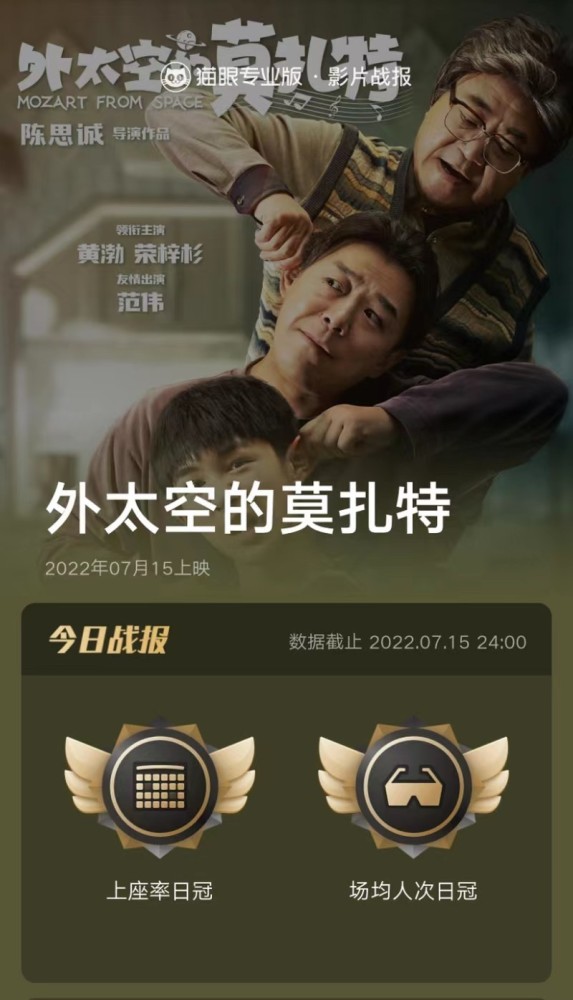 外太空的莫扎特
猫眼专业版 · 影片战报
MOZART FROM SPACE
陈思诚 导演作品
领衔主演
黄渤 荣梓杉
友情出演
范伟
外太空的莫扎特
2022年07月15上映
今日战报
数据截止 2022.07.15 24:00
上座率日冠
场均人次日冠